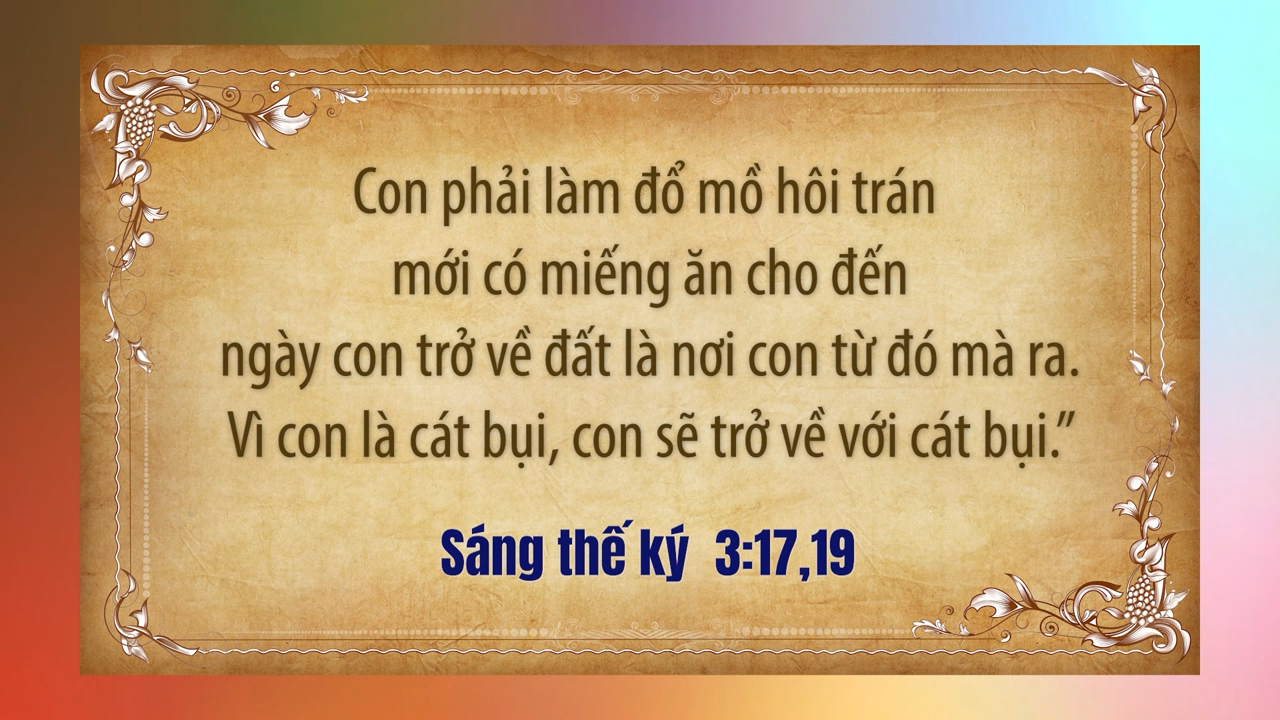 Con phải làm đổ mồ hôi trán
mới có miếng ăn cho đến
ngày con trở về đất là nơi con từ đó mà ra.
Vì con là cát bụi, con sẽ trở về với cát bụi.”
Sáng thế ký 3:17,19